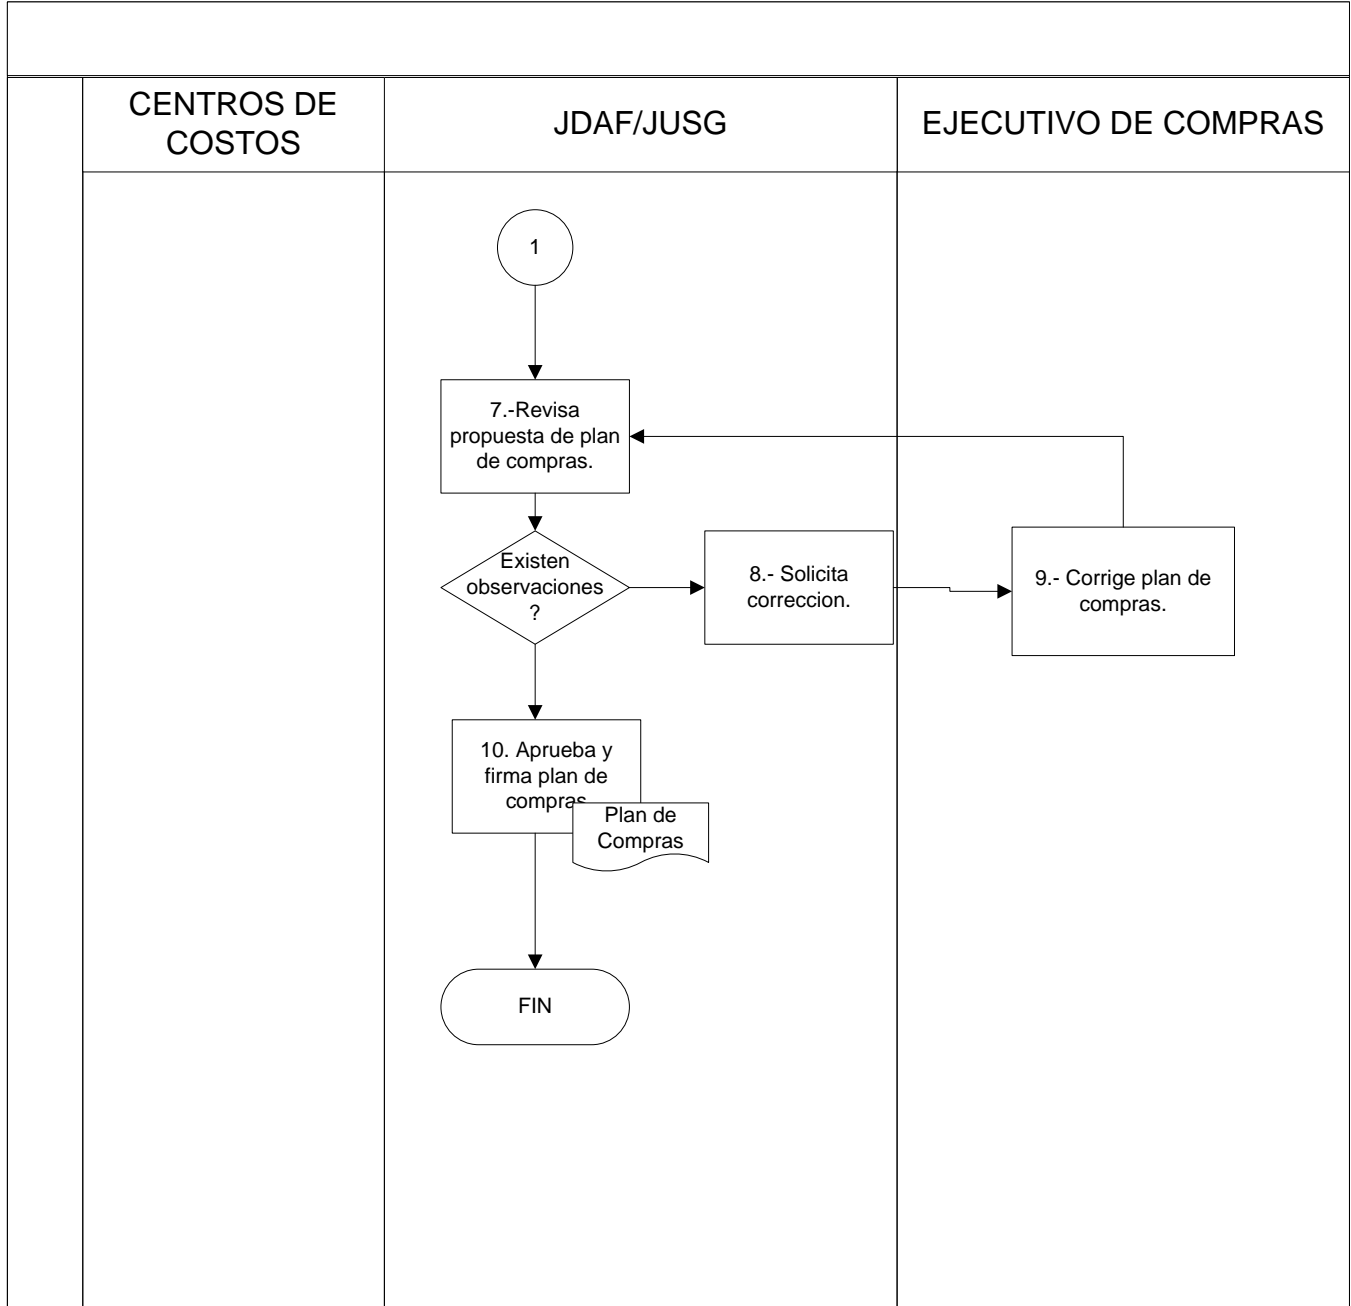 CENTROS DE
COSTOS
JDAF/JUSG
EJECUTIVO DE COMPRAS
1
7.-Revisa
propuesta de plan
de compras.
Existen
observaciones
?
8.- Solicita
correccion.
9.- Corrige plan de
compras.
10. Aprueba y
firma plan de
compras
Plan de
Compras
FIN